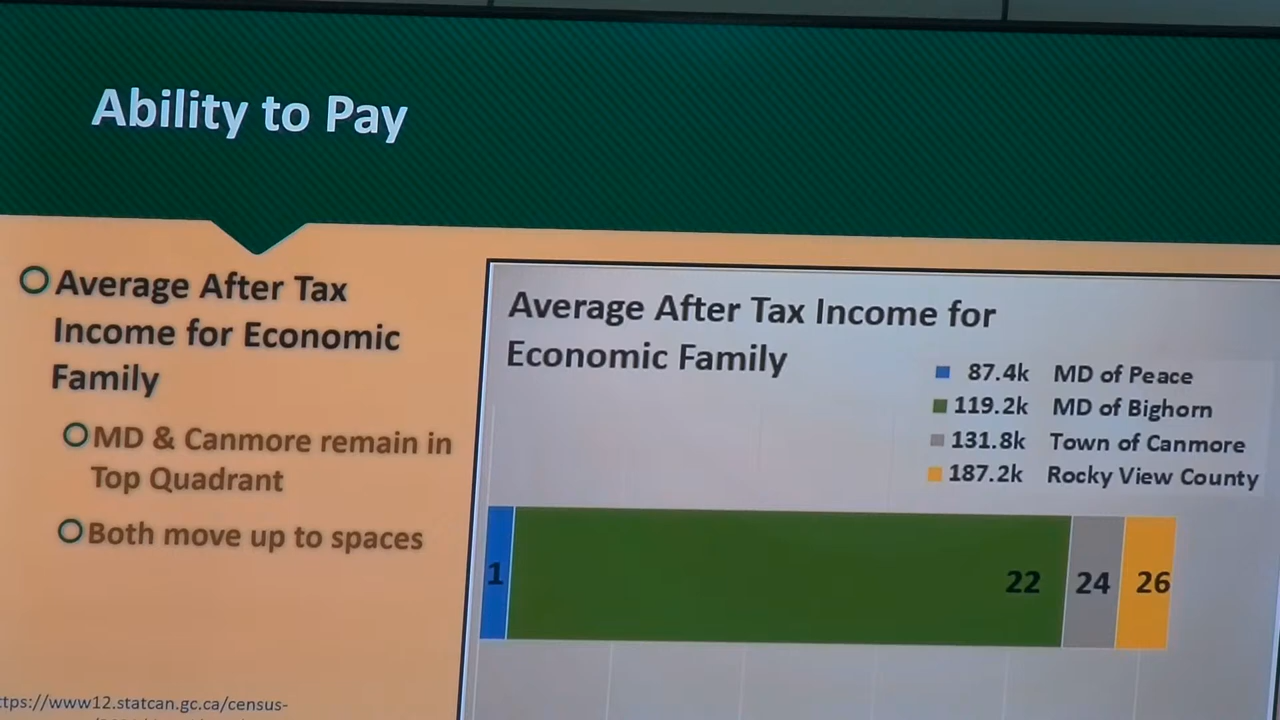 Ability to Pay
Average After Tax
Income for Economic
Family
MD & Canmore remain in
Top Quadrant
Both move up to spaces
Average After Tax Income for
Economic Family
87.4k MD of Peace
119.2k MD of Bighorn
131.8k Town of Canmore
187.2k Rocky View County
1
22
24
26
ttps://www12.statcan.gc.ca/census-